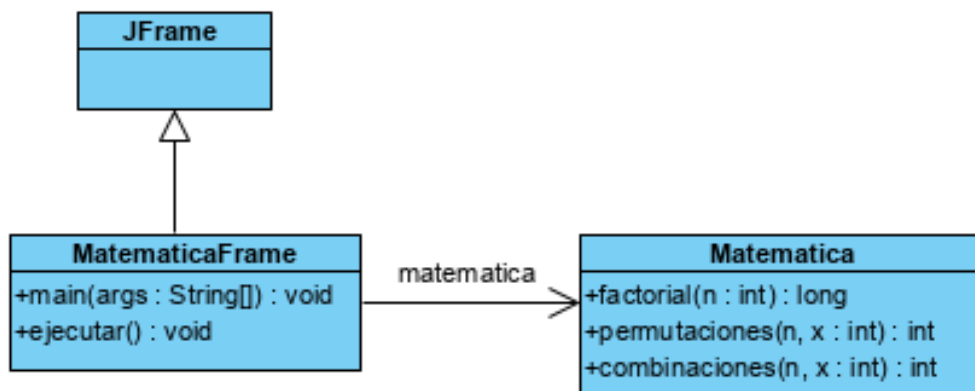 JFrame
MatematicaFrame
+main(args : String[]) : void
+ejecutar() : void
matematica
Matematica
+factorial(n : int) : long
+permutaciones(n, x : int) : int
+combinaciones(n, x : int) : int